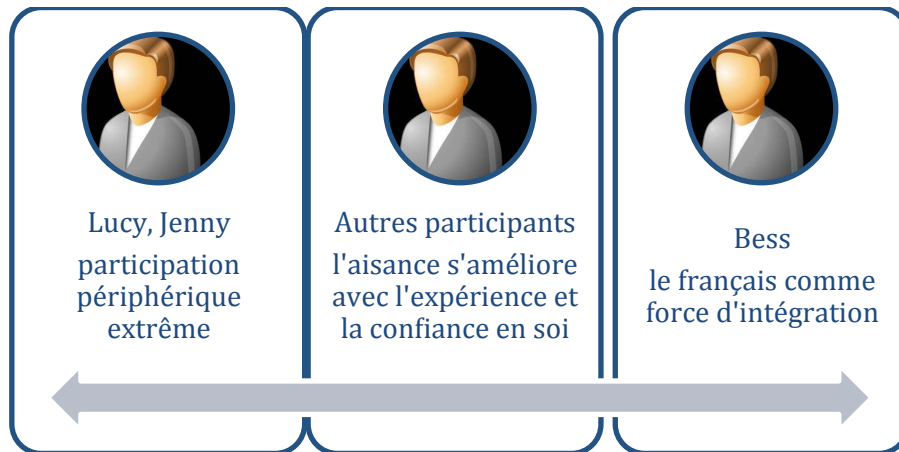 Lucy, Jenny
participation
périphérique
extrême
Autres participants
l'aisance s'améliore
avec l'expérience et
la confiance en soi
Bess
le français comme
force d'intégration